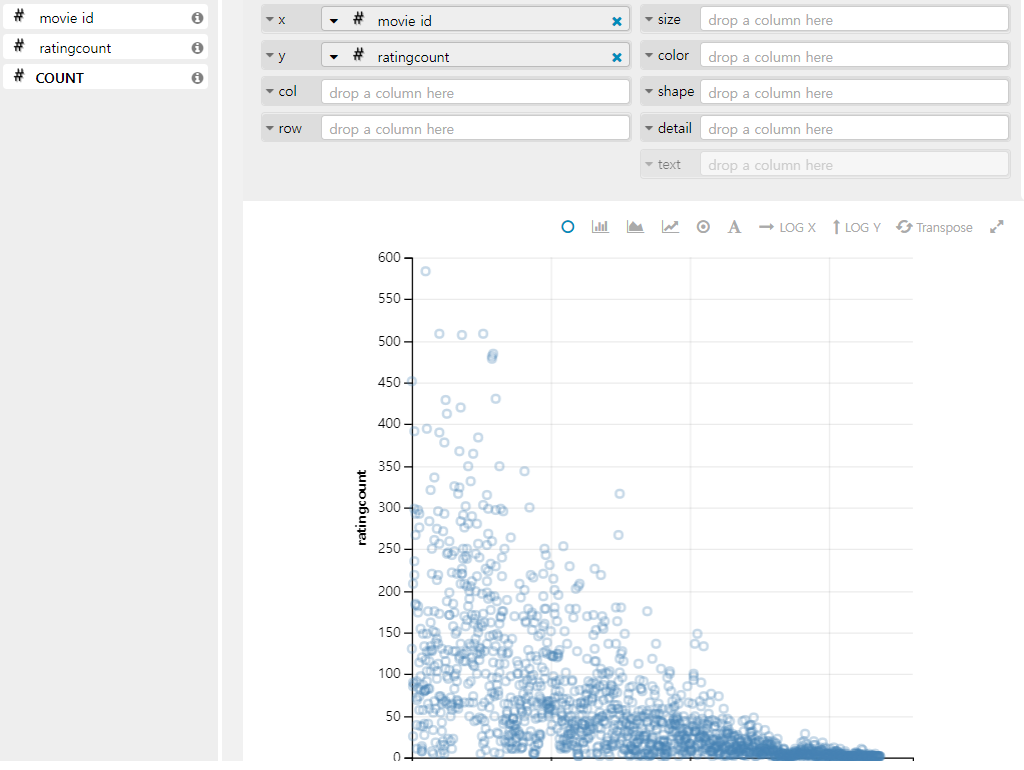 # movie id
# ratingcount
# COUNT
x # movie id
y # ratingcount
col drop a column here
row drop a column here
size drop a column here
color drop a column here
shape drop a column here
detail drop a column here
text drop a column here
A LOG X LOG Y Transpose
600
550
500
450
400
350
300
250
200
150
100
50
0
ratingcount